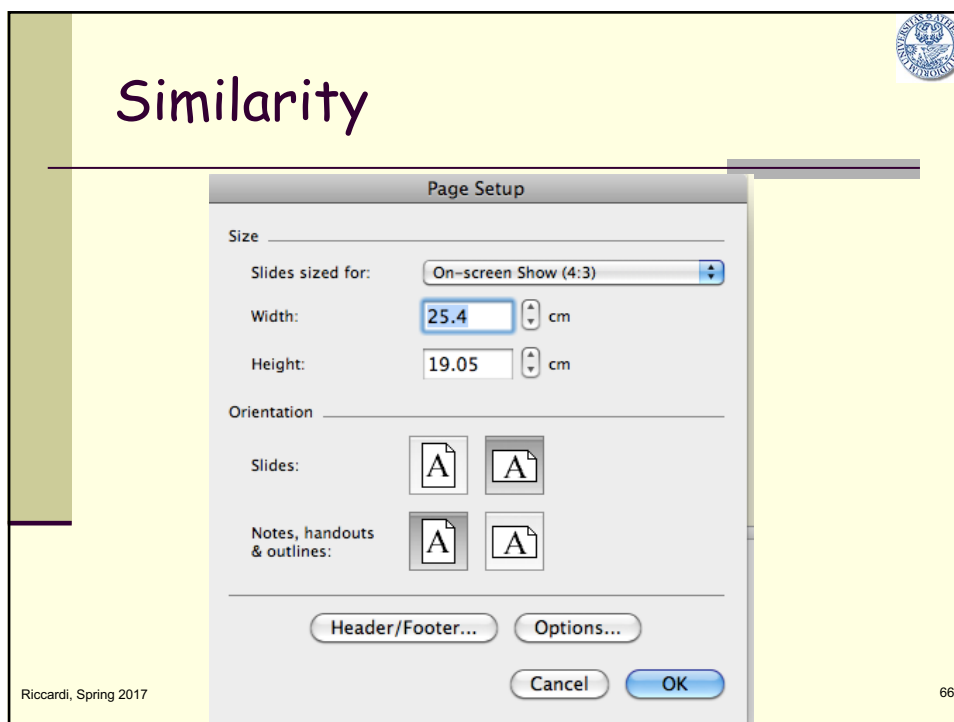 Similarity
Page Setup
Size
Slides sized for: On-screen Show (4:3)
Width: 25.4 cm
Height: 19.05 cm
Orientation
Slides: A A
Notes, handouts
& outlines: A A
Header/Footer... Options...
Cancel OK
Riccardi, Spring 2017 66